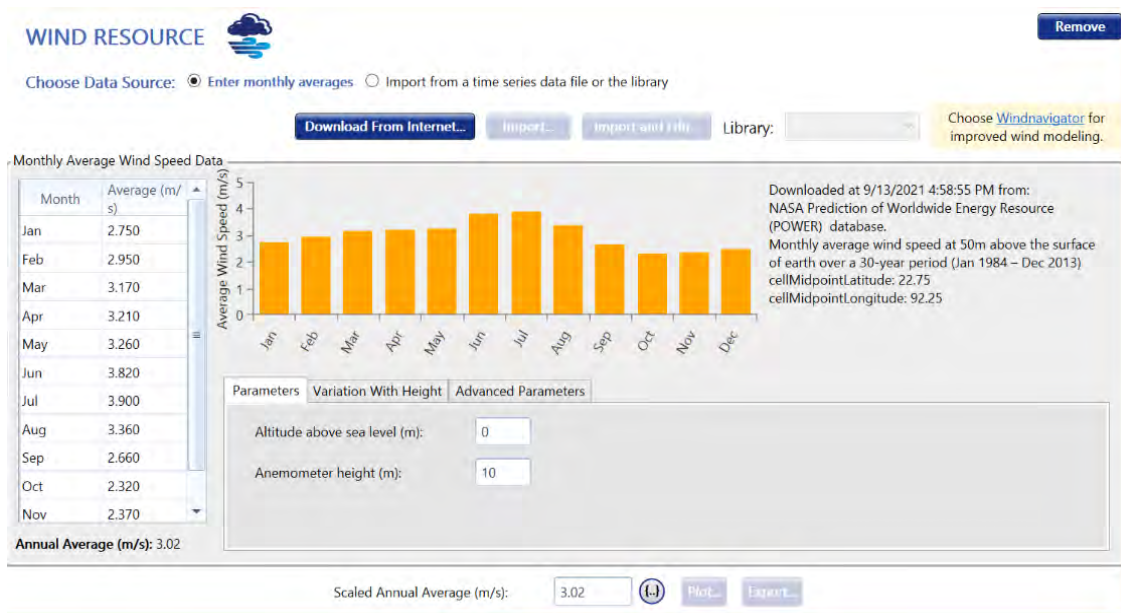 WIND RESOURCE
Remove
Choose Data Source: Enter monthly averages Import from a time series data file or the library
Download From Internet... Import... Import and Edit... Library:
Choose Windnavigator for
improved wind modeling.
Monthly Average Wind Speed Data
Month Average (m/
s)
Jan 2.750
Feb 2.950
Mar 3.170
Apr 3.210
May 3.260
Jun 3.820
Jul 3.900
Aug 3.360
Sep 2.660
Oct 2.320
Nov 2.370
Annual Average (m/s): 3.02
Average Wind Speed (m/s)
5
4
3
2
1
0
Jan Feb Mar Apr May Jun Jul Aug Sep Oct Nov Dec
Downloaded at 9/13/2021 4:58:55 PM from:
NASA Prediction of Worldwide Energy Resource
(POWER) database.
Monthly average wind speed at 50m above the surface
of earth over a 30-year period (Jan 1984 – Dec 2013)
cellMidpointLatitude: 22.75
cellMidpointLongitude: 92.25
Parameters Variation With Height Advanced Parameters
Altitude above sea level (m): 0
Anemometer height (m): 10
Scaled Annual Average (m/s): 3.02 {..} Plot... Export...